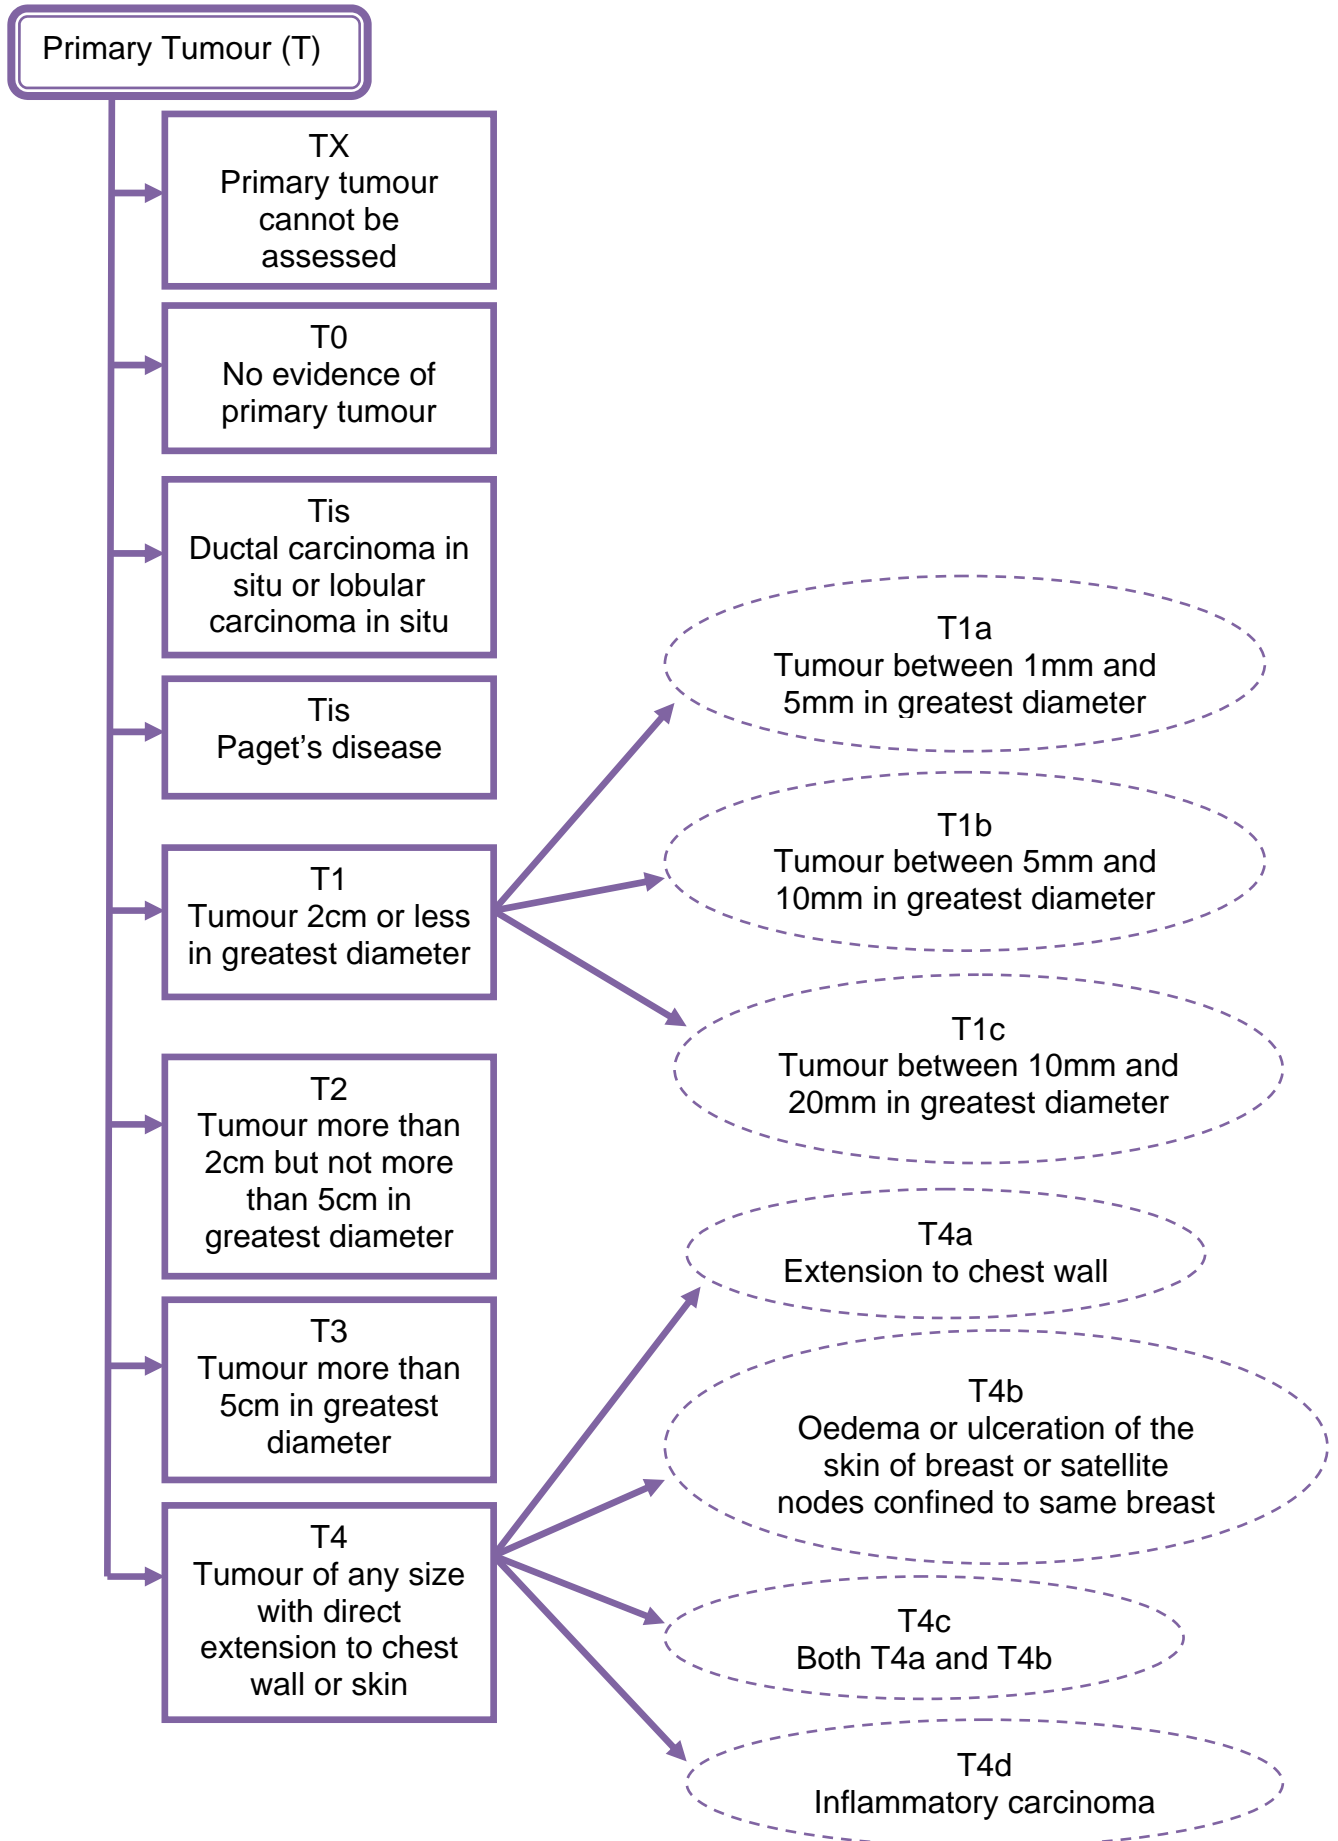 Primary Tumour (T)
TX
Primary tumour
cannot be
assessed
T0
No evidence of
primary tumour
Tis
Ductal carcinoma in
situ or lobular
carcinoma in situ
Tis
Paget’s disease
T1
Tumour 2cm or less
in greatest diameter
T1a
Tumour between 1mm and
5mm in greatest diameter
T1b
Tumour between 5mm and
10mm in greatest diameter
T1c
Tumour between 10mm and
20mm in greatest diameter
T2
Tumour more than
2cm but not more
than 5cm in
greatest diameter
T3
Tumour more than
5cm in greatest
diameter
T4
Tumour of any size
with direct
extension to chest
wall or skin
T4a
Extension to chest wall
T4b
Oedema or ulceration of the
skin of breast or satellite
nodes confined to same breast
T4c
Both T4a and T4b
T4d
Inflammatory carcinoma